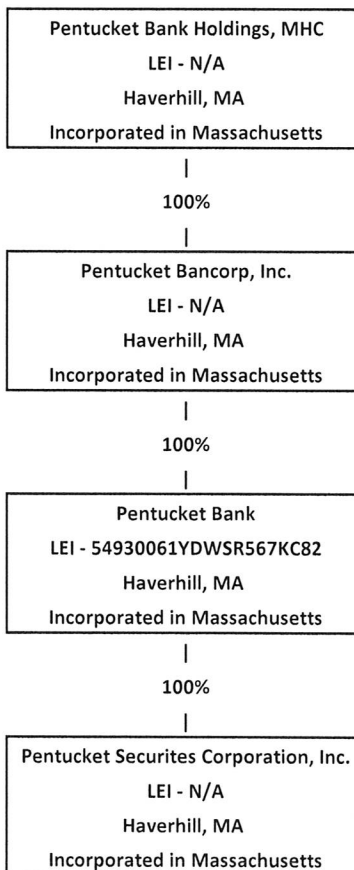 Pentucket Bank Holdings, MHC
LEI - N/A
Haverhill, MA
Incorporated in Massachusetts
100%
Pentucket Bancorp, Inc.
LEI - N/A
Haverhill, MA
Incorporated in Massachusetts
100%
Pentucket Bank
LEI - 54930061YDWSR567KC82
Haverhill, MA
Incorporated in Massachusetts
100%
Pentucket Securites Corporation, Inc.
LEI - N/A
Haverhill, MA
Incorporated in Massachusetts